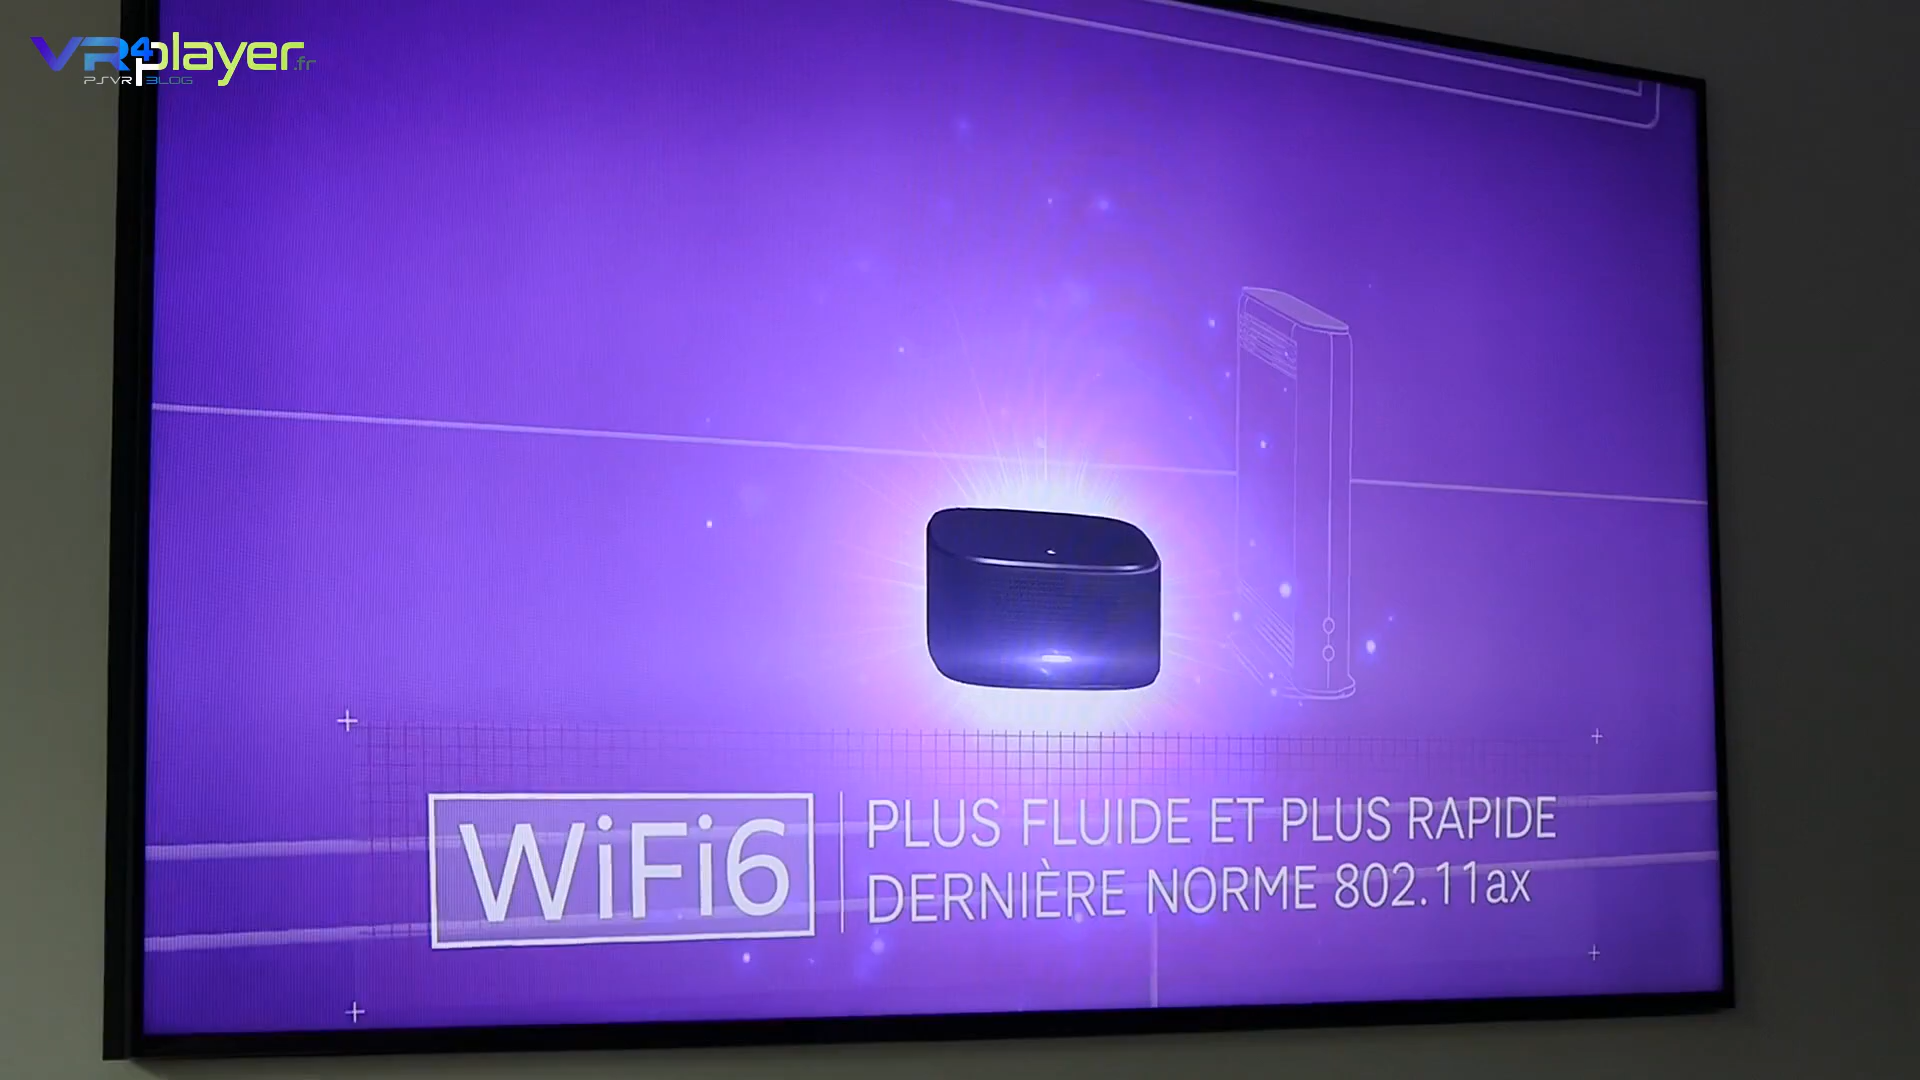 VR4player.fr
PSVR BLOG
WiFi6
PLUS FLUIDE ET PLUS RAPIDE
DERNIÈRE NORME 802.11ax